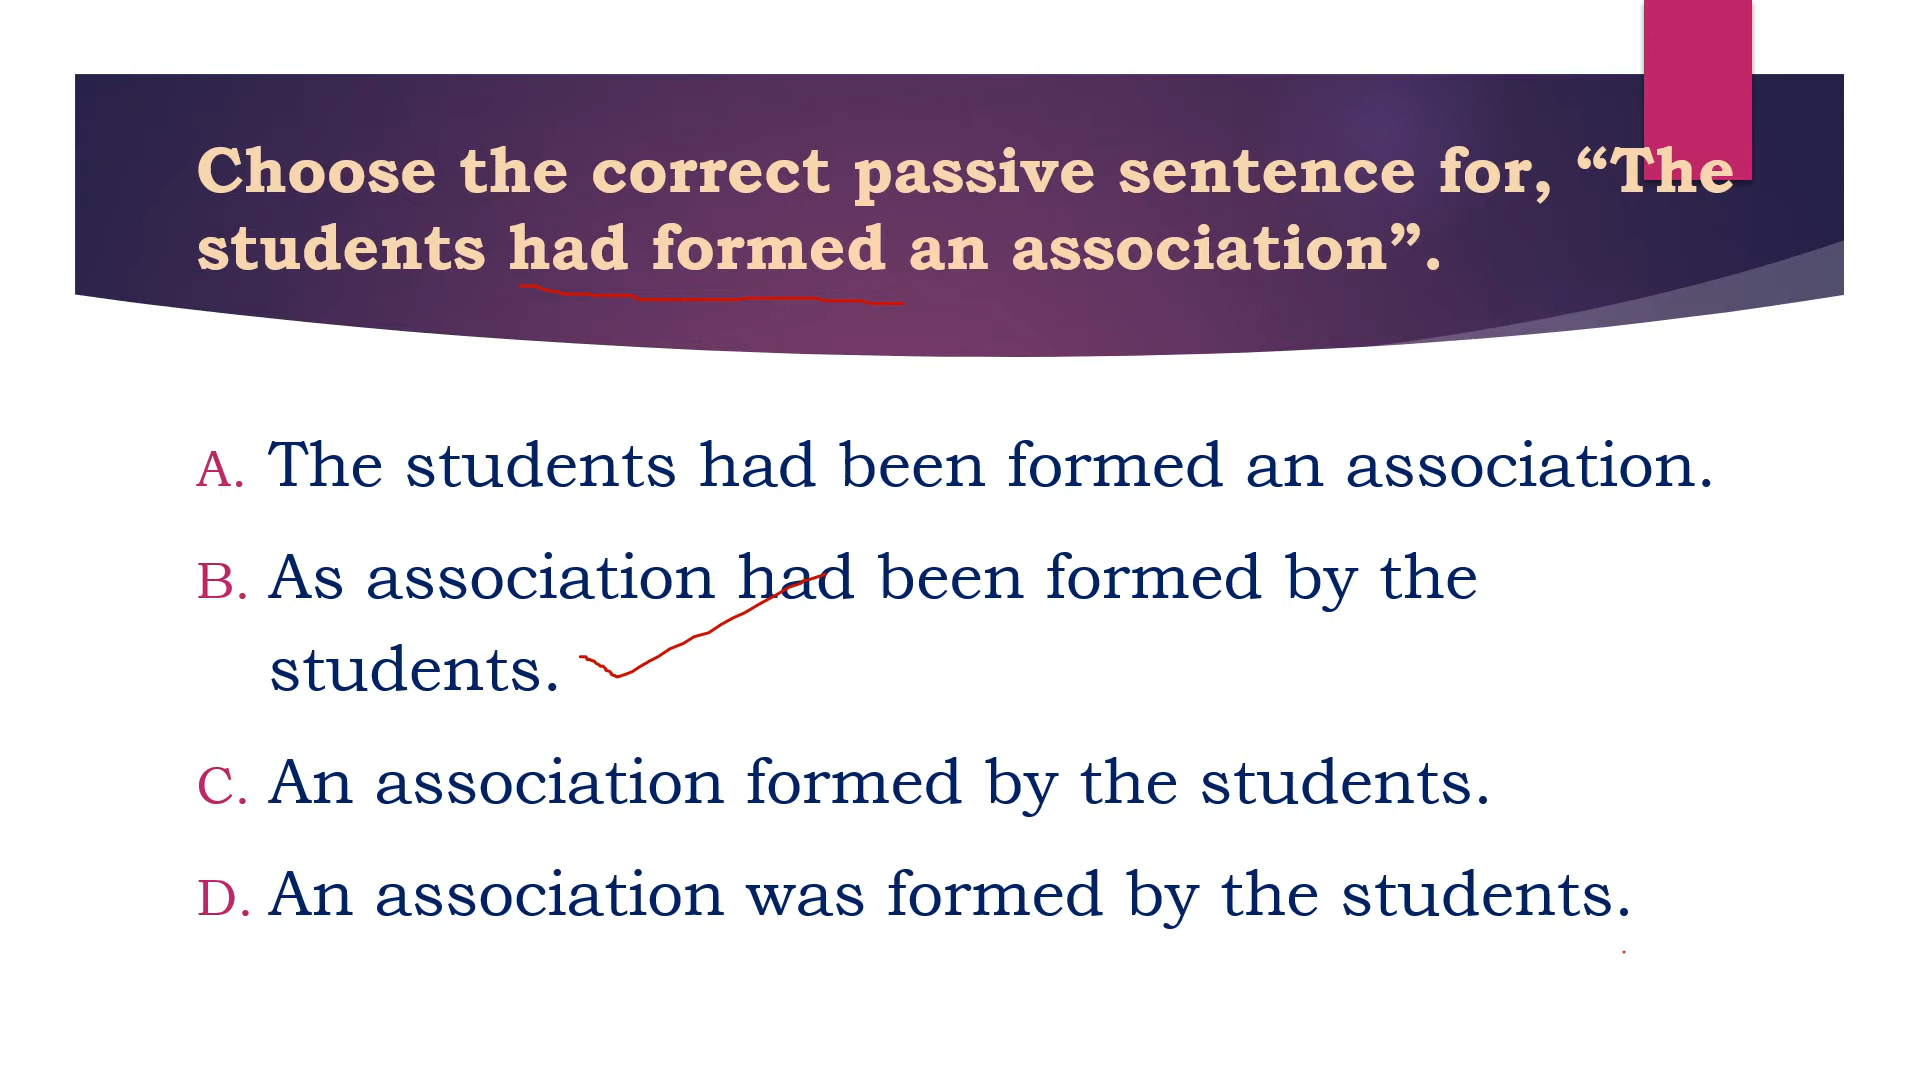 Choose the correct passive sentence for, “The
students had formed an association”.
A. The students had been formed an association.
B. As association had been formed by the
students.
C. An association formed by the students.
D. An association was formed by the students.